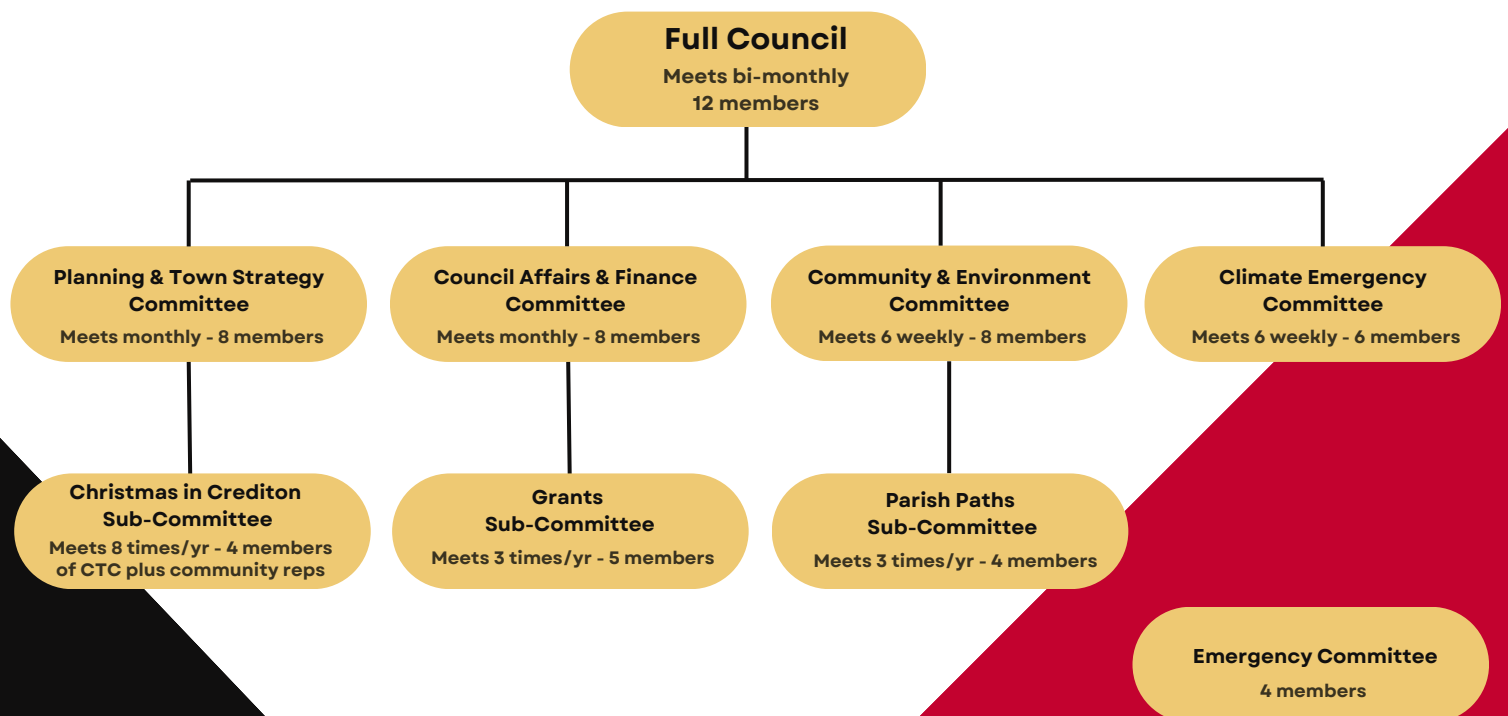 Full Council
Meets bi-monthly
12 members
Planning & Town Strategy
Committee
Meets monthly - 8 members
Council Affairs & Finance
Committee
Meets monthly - 8 members
Community & Environment
Committee
Meets 6 weekly - 8 members
Climate Emergency
Committee
Meets 6 weekly - 6 members
Christmas in Crediton
Sub-Committee
Meets 8 times/yr - 4 members
of CTC plus community reps
Grants
Sub-Committee
Meets 3 times/yr - 5 members
Parish Paths
Sub-Committee
Meets 3 times/yr - 4 members
Emergency Committee
4 members